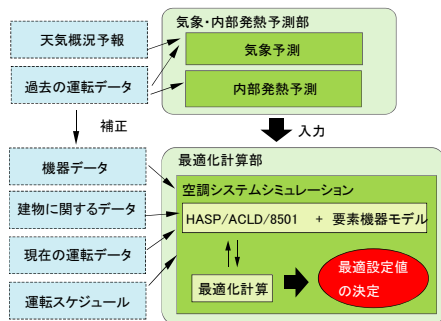 気象・内部発熱予測部
天気概況予報
気象予測
過去の運転データ
内部発熱予測
補正
入力
機器データ
最適化計算部
空調システムシミュレーション
建物に関するデータ
HASP/ACLD/8501 + 要素機器モデル
現在の運転データ
最適化計算
最適設定値
の決定
運転スケジュール